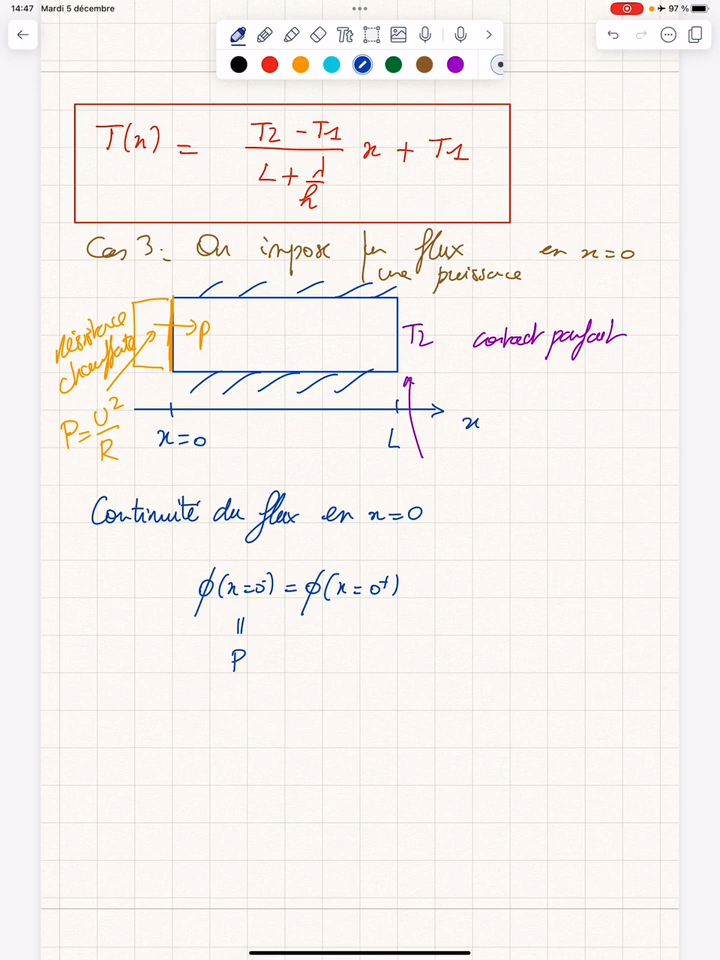 14:47 Mardi 5 décembre
97 %
T(x) = (T2 - T1)/(L + λ/h) x + T1
Cas 3 : On impose un flux en x=0
une puissance
résistance
chauffante
P
T2 contact parfait
P = U²/R
x=0
L
x
Continuité du flux en x=0
ϕ(x=0⁻) = ϕ(x=0⁺)
||
P